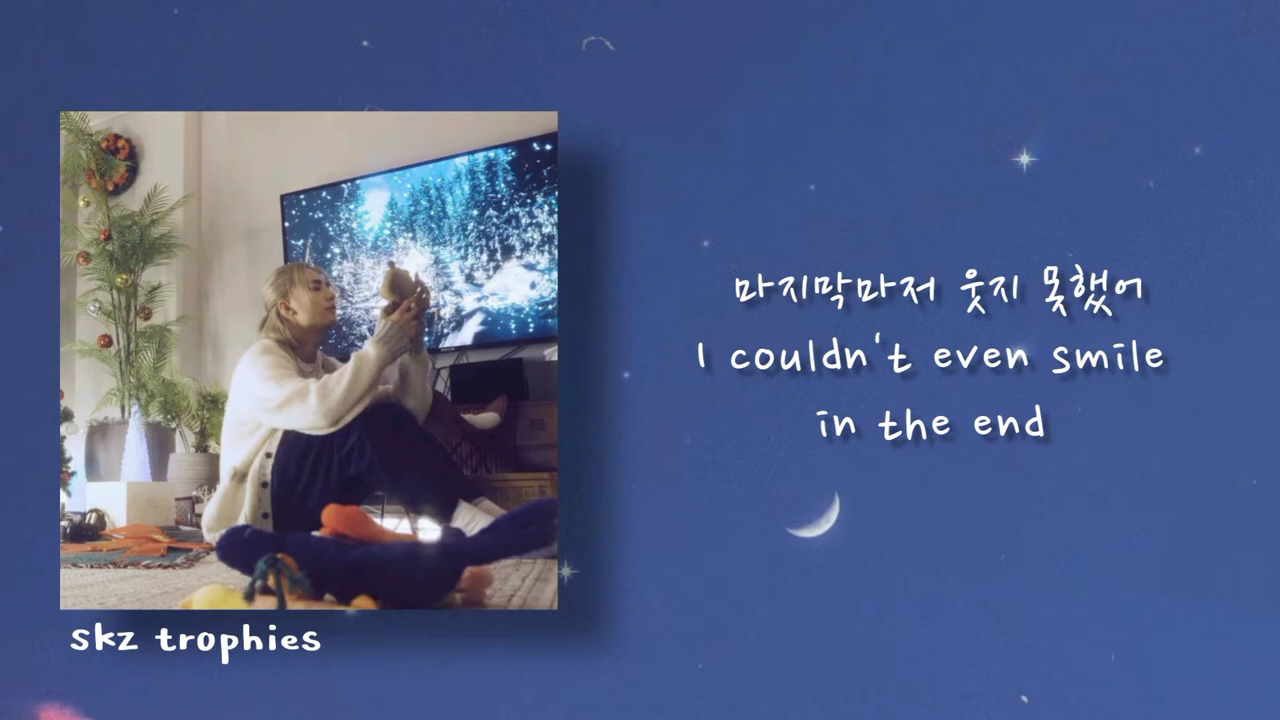 마지막마저 웃지 못했어
I couldn't even smile
in the end
skz trophies